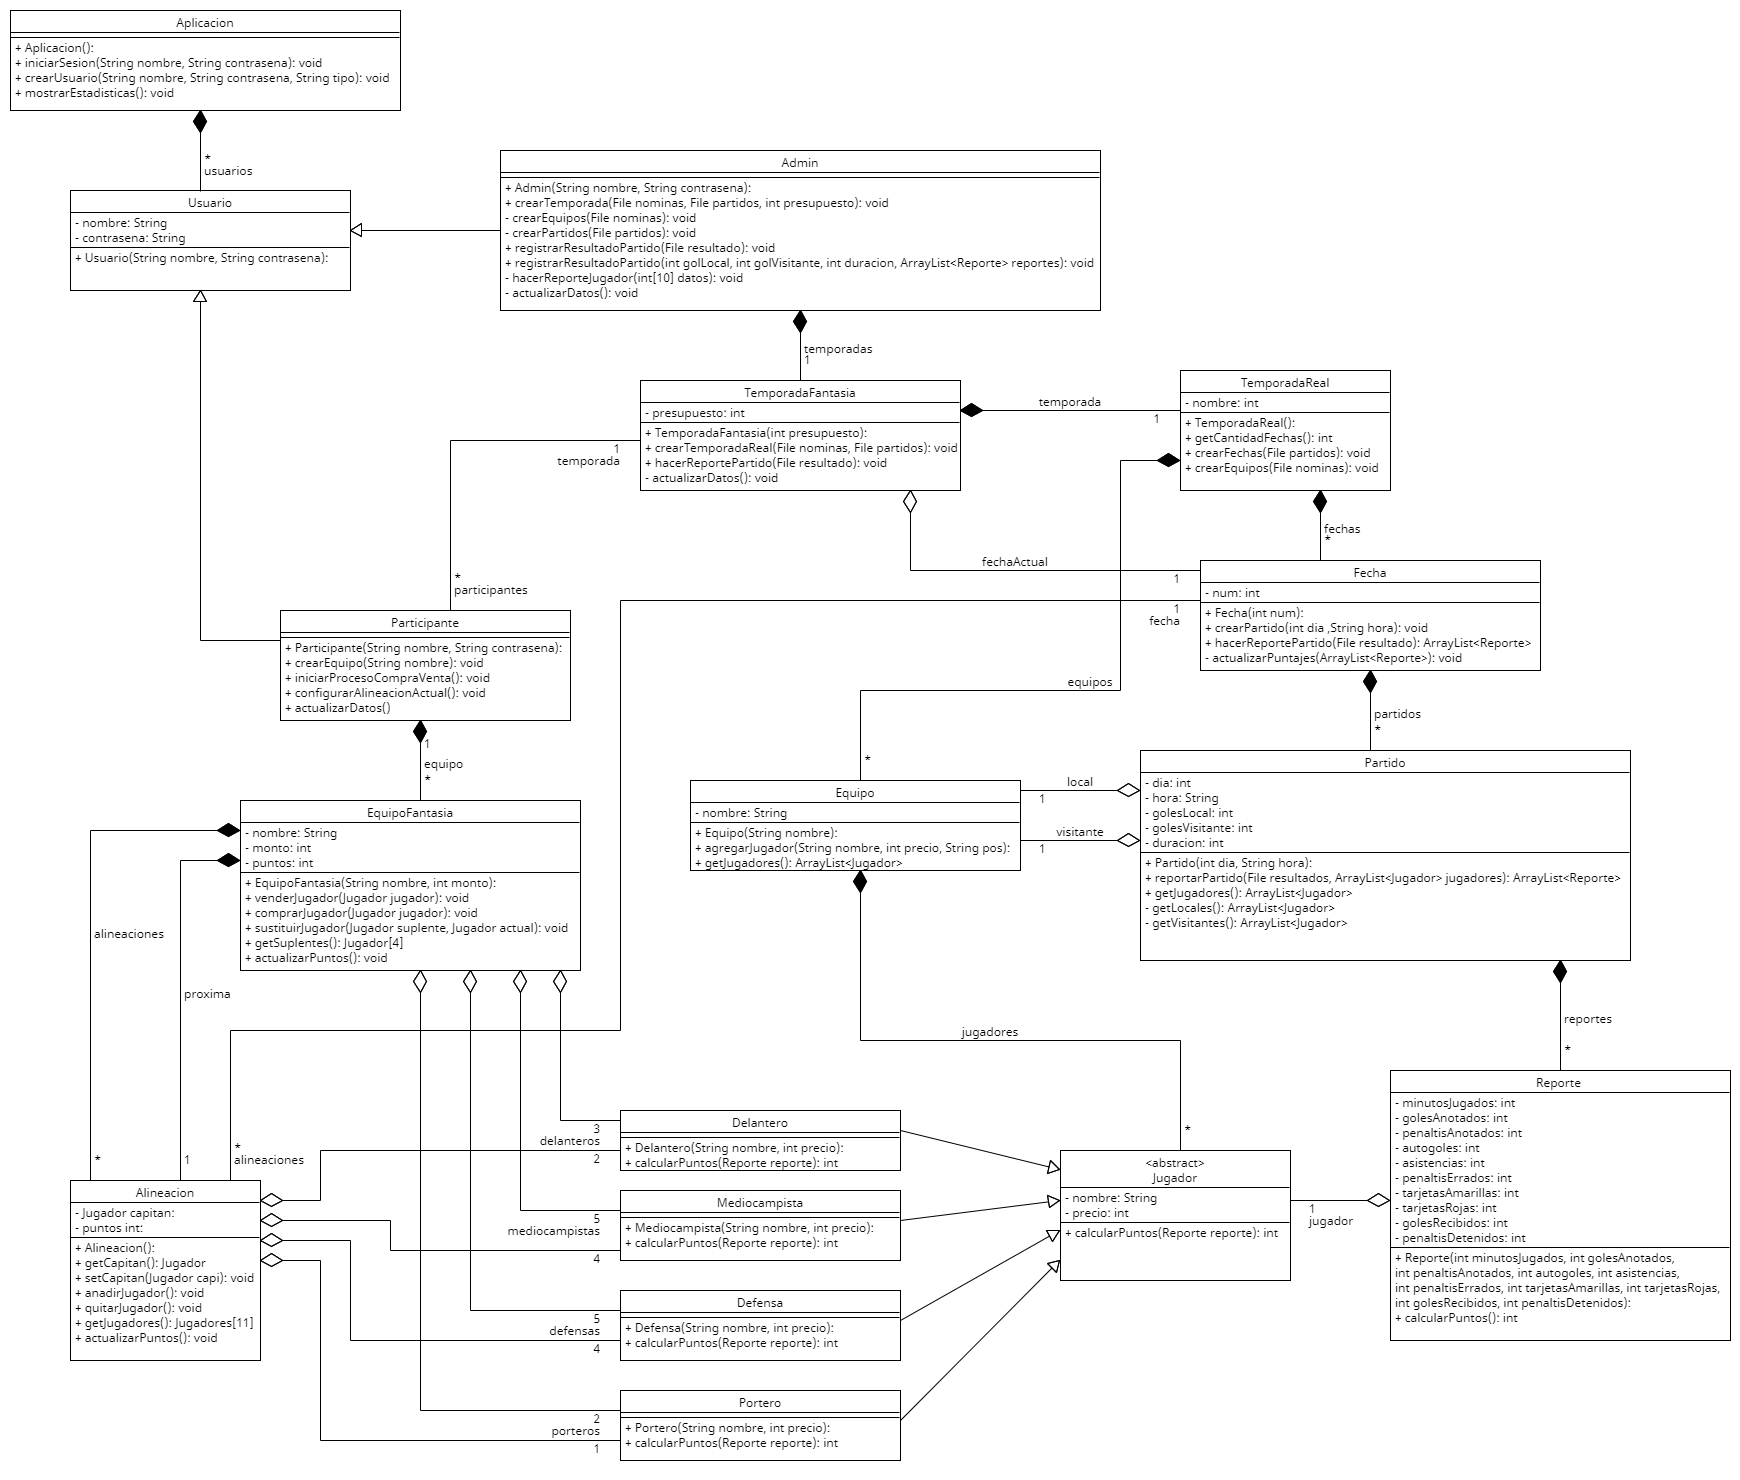 Aplicacion
+ Aplicacion():
+ iniciarSesion(String nombre, String contrasena): void
+ crearUsuario(String nombre, String contrasena, String tipo): void
+ mostrarEstadisticas(): void
*
usuarios
Usuario
- nombre: String
- contrasena: String
+ Usuario(String nombre, String contrasena):
Admin
+ Admin(String nombre, String contrasena):
+ crearTemporada(File nominas, File partidos, int presupuesto): void
- crearEquipos(File nominas): void
- crearPartidos(File partidos): void
+ registrarResultadoPartido(File resultado): void
+ registrarResultadoPartido(int golLocal, int golVisitante, int duracion, ArrayList<Reporte> reportes): void
- hacerReporteJugador(int[10] datos): void
- actualizarDatos(): void
temporadas
1
TemporadaFantasia
- presupuesto: int
+ TemporadaFantasia(int presupuesto):
+ crearTemporadaReal(File nominas, File partidos): void
+ hacerReportePartido(File resultado): void
- actualizarDatos(): void
temporada
1
TemporadaReal
- nombre: int
+ TemporadaReal():
+ getCantidadFechas(): int
+ crearFechas(File partidos): void
+ crearEquipos(File nominas): void
1
temporada
*
participantes
fechas
*
fechaActual
1
1
fecha
Fecha
- num: int
+ Fecha(int num):
+ crearPartido(int dia ,String hora): void
+ hacerReportePartido(File resultado): ArrayList<Reporte>
- actualizarPuntajes(ArrayList<Reporte>): void
Participante
+ Participante(String nombre, String contrasena):
+ crearEquipo(String nombre): void
+ iniciarProcesoCompraVenta(): void
+ configurarAlineacionActual(): void
+ actualizarDatos()
equipos
*
partidos
*
1
equipo
*
EquipoFantasia
- nombre: String
- monto: int
- puntos: int
+ EquipoFantasia(String nombre, int monto):
+ venderJugador(Jugador jugador): void
+ comprarJugador(Jugador jugador): void
+ sustituirJugador(Jugador suplente, Jugador actual): void
+ getSuplentes(): Jugador[4]
+ actualizarPuntos(): void
Equipo
- nombre: String
+ Equipo(String nombre):
+ agregarJugador(String nombre, int precio, String pos):
+ getJugadores(): ArrayList<Jugador>
local
1
visitante
1
Partido
- dia: int
- hora: String
- golesLocal: int
- golesVisitante: int
- duracion: int
+ Partido(int dia, String hora):
+ reportarPartido(File resultados, ArrayList<Jugador> jugadores): ArrayList<Reporte>
+ getJugadores(): ArrayList<Jugador>
- getLocales(): ArrayList<Jugador>
- getVisitantes(): ArrayList<Jugador>
alineaciones
*
proxima
1
*
alineaciones
jugadores
*
reportes
*
Alineacion
- Jugador capitan:
- puntos int:
+ Alineacion():
+ getCapitan(): Jugador
+ setCapitan(Jugador capi): void
+ anadirJugador(): void
+ quitarJugador(): void
+ getJugadores(): Jugadores[11]
+ actualizarPuntos(): void
3
delanteros
2
Delantero
+ Delantero(String nombre, int precio):
+ calcularPuntos(Reporte reporte): int
5
mediocampistas
4
Mediocampista
+ Mediocampista(String nombre, int precio):
+ calcularPuntos(Reporte reporte): int
5
defensas
4
Defensa
+ Defensa(String nombre, int precio):
+ calcularPuntos(Reporte reporte): int
2
porteros
1
Portero
+ Portero(String nombre, int precio):
+ calcularPuntos(Reporte reporte): int
<abstract>
Jugador
- nombre: String
- precio: int
+ calcularPuntos(Reporte reporte): int
1
jugador
Reporte
- minutosJugados: int
- golesAnotados: int
- penaltisAnotados: int
- autogoles: int
- asistencias: int
- penaltisErrados: int
- tarjetasAmarillas: int
- tarjetasRojas: int
- golesRecibidos: int
- penaltisDetenidos: int
+ Reporte(int minutosJugados, int golesAnotados,
int penaltisAnotados, int autogoles, int asistencias,
int penaltisErrados, int tarjetasAmarillas, int tarjetasRojas,
int golesRecibidos, int penaltisDetenidos):
+ calcularPuntos(): int